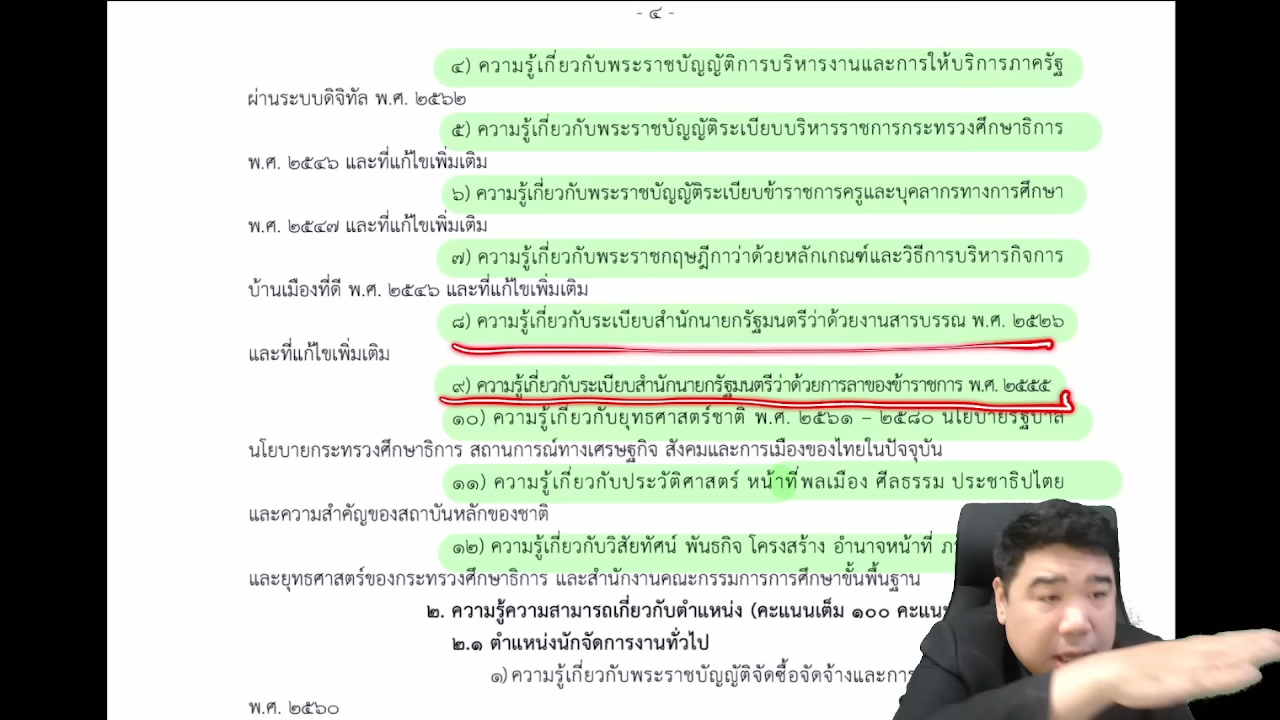 - ๔ -
๔) ความรู้เกี่ยวกับพระราชบัญญัติการบริหารงานและการให้บริการภาครัฐ
ผ่านระบบดิจิทัล พ.ศ. ๒๕๖๒
๕) ความรู้เกี่ยวกับพระราชบัญญัติระเบียบบริหารราชการกระทรวงศึกษาธิการ
พ.ศ. ๒๕๔๖ และที่แก้ไขเพิ่มเติม
๖) ความรู้เกี่ยวกับพระราชบัญญัติระเบียบข้าราชการครูและบุคลากรทางการศึกษา
พ.ศ. ๒๕๔๗ และที่แก้ไขเพิ่มเติม
๗) ความรู้เกี่ยวกับพระราชกฤษฎีกาว่าด้วยหลักเกณฑ์และวิธีการบริหารกิจการ
บ้านเมืองที่ดี พ.ศ. ๒๕๔๖ และที่แก้ไขเพิ่มเติม
๘) ความรู้เกี่ยวกับระเบียบสำนักนายกรัฐมนตรีว่าด้วยงานสารบรรณ พ.ศ. ๒๕๒๖
และที่แก้ไขเพิ่มเติม
๙) ความรู้เกี่ยวกับระเบียบสำนักนายกรัฐมนตรีว่าด้วยการลาของข้าราชการ พ.ศ. ๒๕๕๕
๑๐) ความรู้เกี่ยวกับยุทธศาสตร์ชาติ พ.ศ. ๒๕๖๑ – ๒๕๘๐ นโยบายรัฐบาล
นโยบายกระทรวงศึกษาธิการ สถานการณ์ทางเศรษฐกิจ สังคมและการเมืองของไทยในปัจจุบัน
๑๑) ความรู้เกี่ยวกับประวัติศาสตร์ หน้าที่พลเมือง ศีลธรรม ประชาธิปไตย
และความสำคัญของสถาบันหลักของชาติ
๑๒) ความรู้เกี่ยวกับวิสัยทัศน์ พันธกิจ โครงสร้าง อำนาจหน้าที่
และยุทธศาสตร์ของกระทรวงศึกษาธิการ และสำนักงานคณะกรรมการการศึกษาขั้นพื้นฐาน
๒. ความรู้ความสามารถเกี่ยวกับตำแหน่ง (คะแนนเต็ม ๑๐๐
๒.๑ ตำแหน่งนักจัดการงานทั่วไป
๑) ความรู้เกี่ยวกับพระราชบัญญัติจัดซื้อจัดจ้างและการ
พ.ศ. ๒๕๖๐